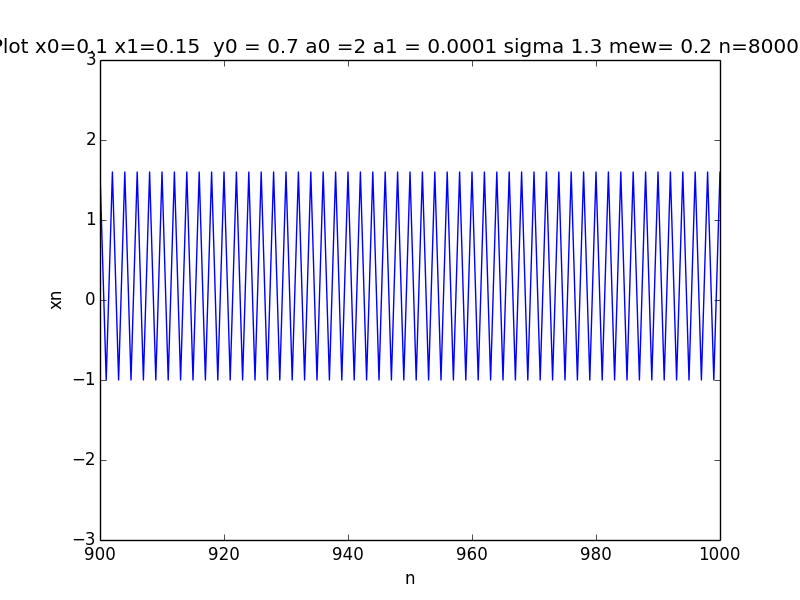 Plot x0=0.1 x1=0.15 y0 = 0.7 a0 =2 a1 = 0.0001 sigma 1.3 mew= 0.2 n=8000
3
2
1
0
−1
−2
−3
xn
900 920 940 960 980 1000
n